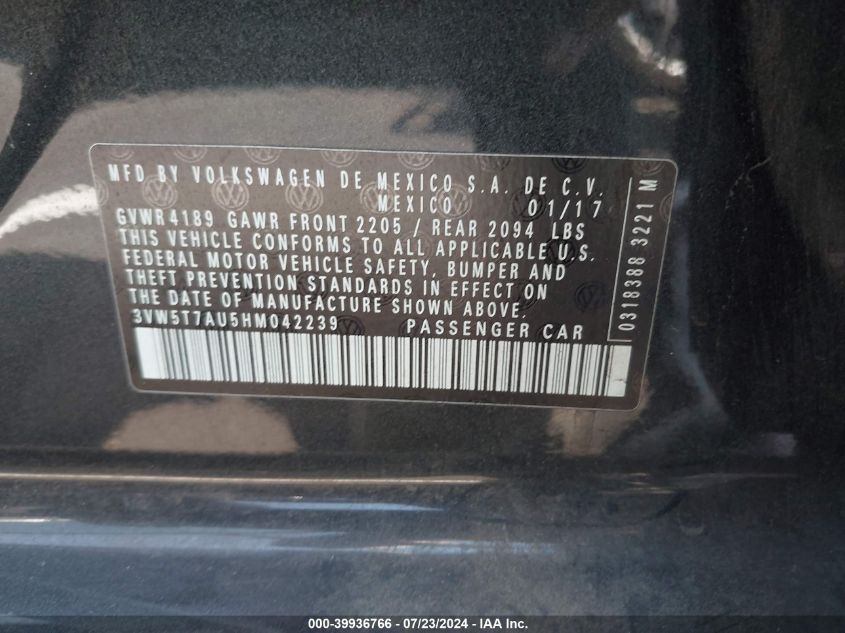 MFD BY VOLKSWAGEN DE MEXICO S.A. DE C.V.
MEXICO 01/17
GVWR 4189 GAWR FRONT 2205 / REAR 2094 LBS
THIS VEHICLE CONFORMS TO ALL APPLICABLE U.S.
FEDERAL MOTOR VEHICLE SAFETY, BUMPER AND
THEFT PREVENTION STANDARDS IN EFFECT ON
THE DATE OF MANUFACTURE SHOWN ABOVE.
3VW5T7AU5HM042239 PASSENGER CAR
0318388 3221 M
000-39936766 / 07/23/2024 - IAA Inc.